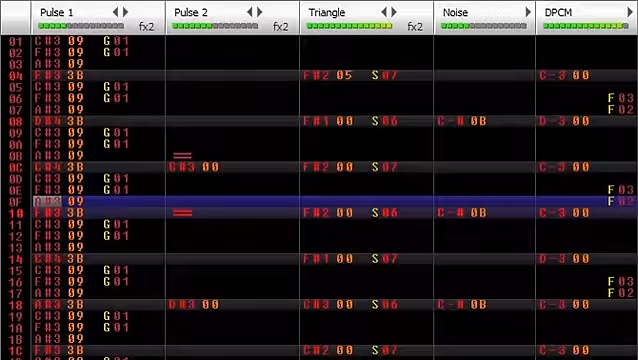 Pulse 1 Pulse 2 Triangle Noise DPCM
fx2 fx2
01 C#3 09 G01
02 F#3 09 G01
03 A#3 09
04 F#3 3B F#2 05 S07 C-3 00
05 C#3 09 G01
06 F#3 09 G01 F03
07 A#3 09 F02
08 D#4 3B F#1 00 S06 C-# 0B D-3 00
09 C#3 09 G01
0A F#3 09 G01
0B A#3 09
0C G#4 3B G#3 00 F#2 00 S07 C-3 00
0D C#3 09 G01
0E F#3 09 G01 F03
0F A#3 09 F02
10 F#3 3B F#2 00 S06 C-# 0B C-3 00
11 C#3 09 G01
12 F#3 09 G01
13 A#3 09
14 G#4 3B F#1 00 S07 D-3 00
15 C#3 09 G01
16 F#3 09 G01 F03
17 A#3 09 F02
18 A#3 3B D#3 00 C#3 00 S06 C-# 0B C-3 00
19 C#3 09 G01
1A F#3 09 G01
1B A#3 09
1C F#3 3B C#2 00 S07 C-3 00